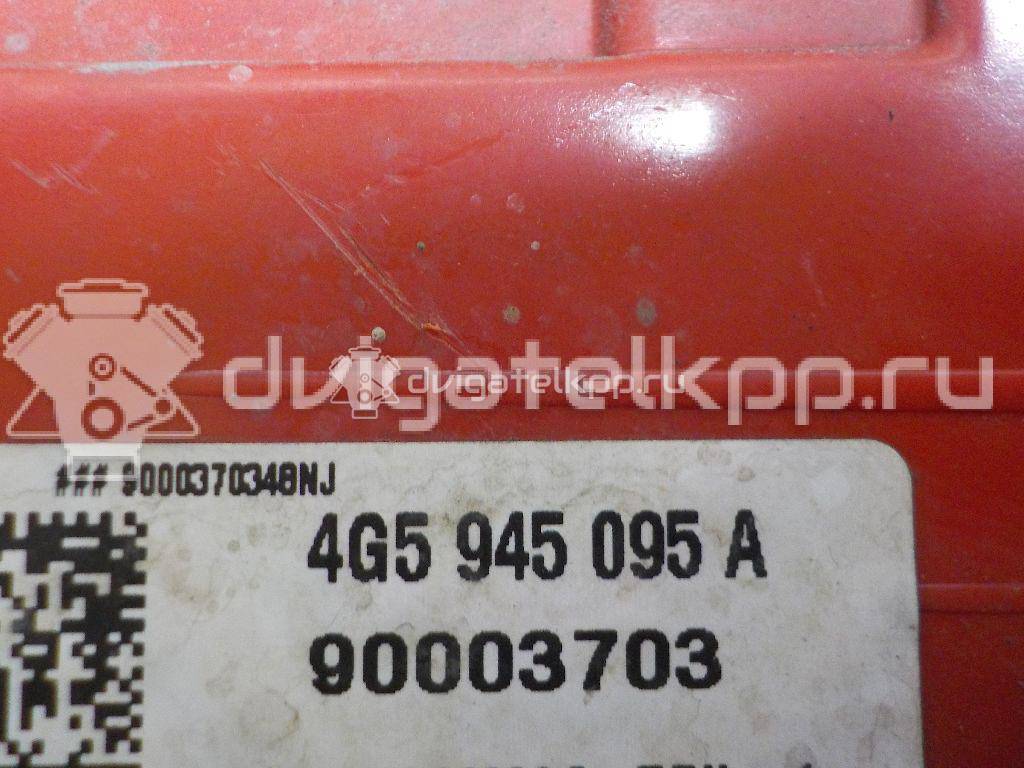 dvigatelkpp.ru
dvigatelkpp.ru
### 9000370348NJ
4G5 945 095 A
90003703